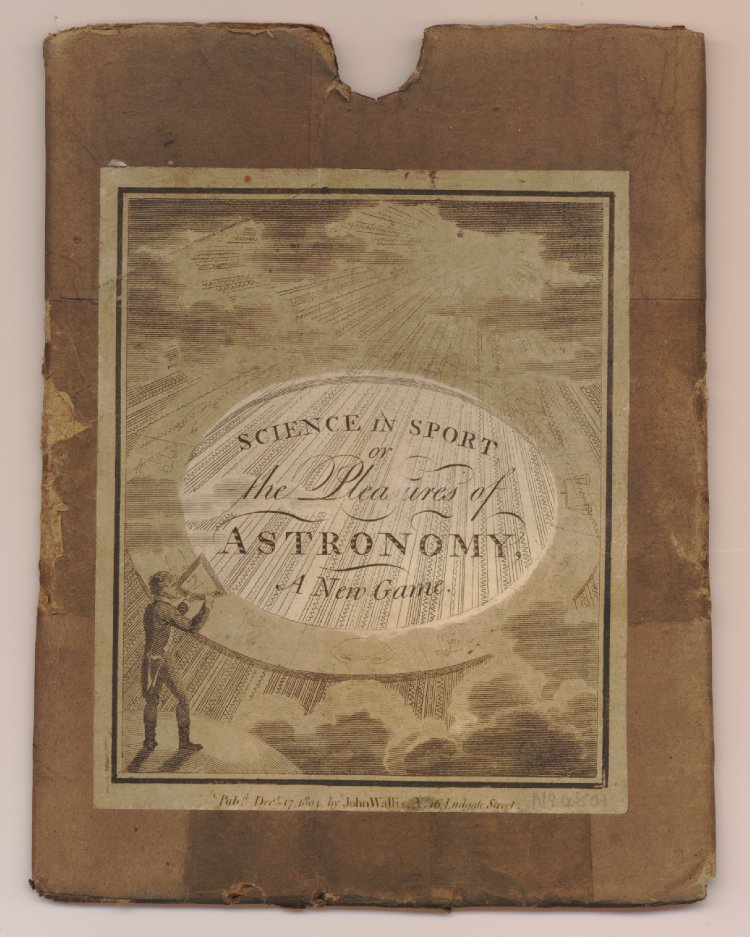 SCIENCE IN SPORT
or
the Pleasures of
ASTRONOMY,
A New Game.
Pub.d Dec.r 17, 1804 by John Wallis, No. 16 Ludgate Street.